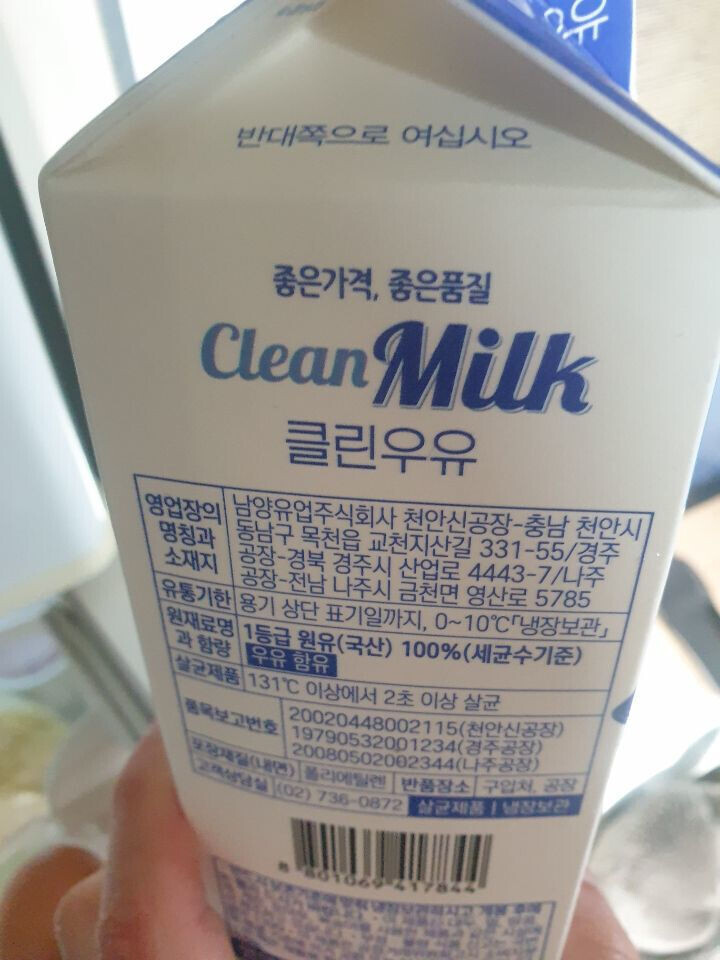 반대쪽으로 여십시오
좋은가격, 좋은품질
Clean Milk
클린우유
영업장의 명칭과 소재지
남양유업주식회사 천안신공장-충남 천안시
동남구 목천읍 교천지산길 331-55/경주
공장-경북 경주시 산업로 4443-7/나주
공장-전남 나주시 금천면 영산로 5785
유통기한 용기 상단 표기일까지, 0~10℃「냉장보관」
원재료명과 함량
1등급 원유(국산) 100%(세균수기준)
우유 함유
살균제품 131℃ 이상에서 2초 이상 살균
품목보고번호
20020448002115(천안신공장)
19790532001234(경주공장)
20080502002344(나주공장)
포장재질(내면) 폴리에틸렌 반품장소 구입처, 공장
고객상담실 (02) 736-0872 살균제품 | 냉장보관
8 801069 417844